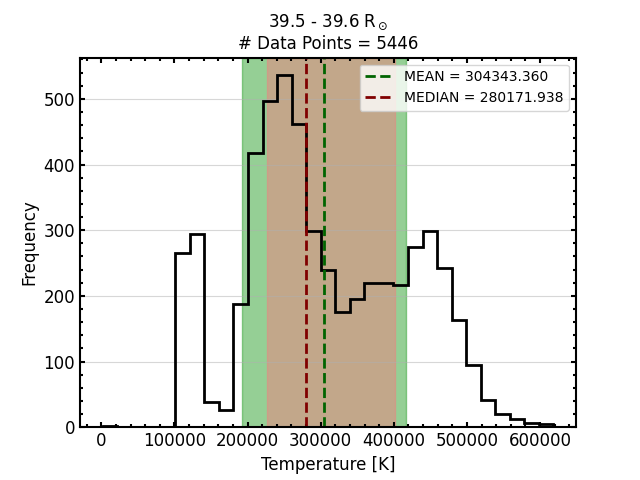 39.5 - 39.6 R⊙
# Data Points = 5446
MEAN = 304343.360
MEDIAN = 280171.938
Frequency
500
400
300
200
100
0
0 100000 200000 300000 400000 500000 600000
Temperature [K]